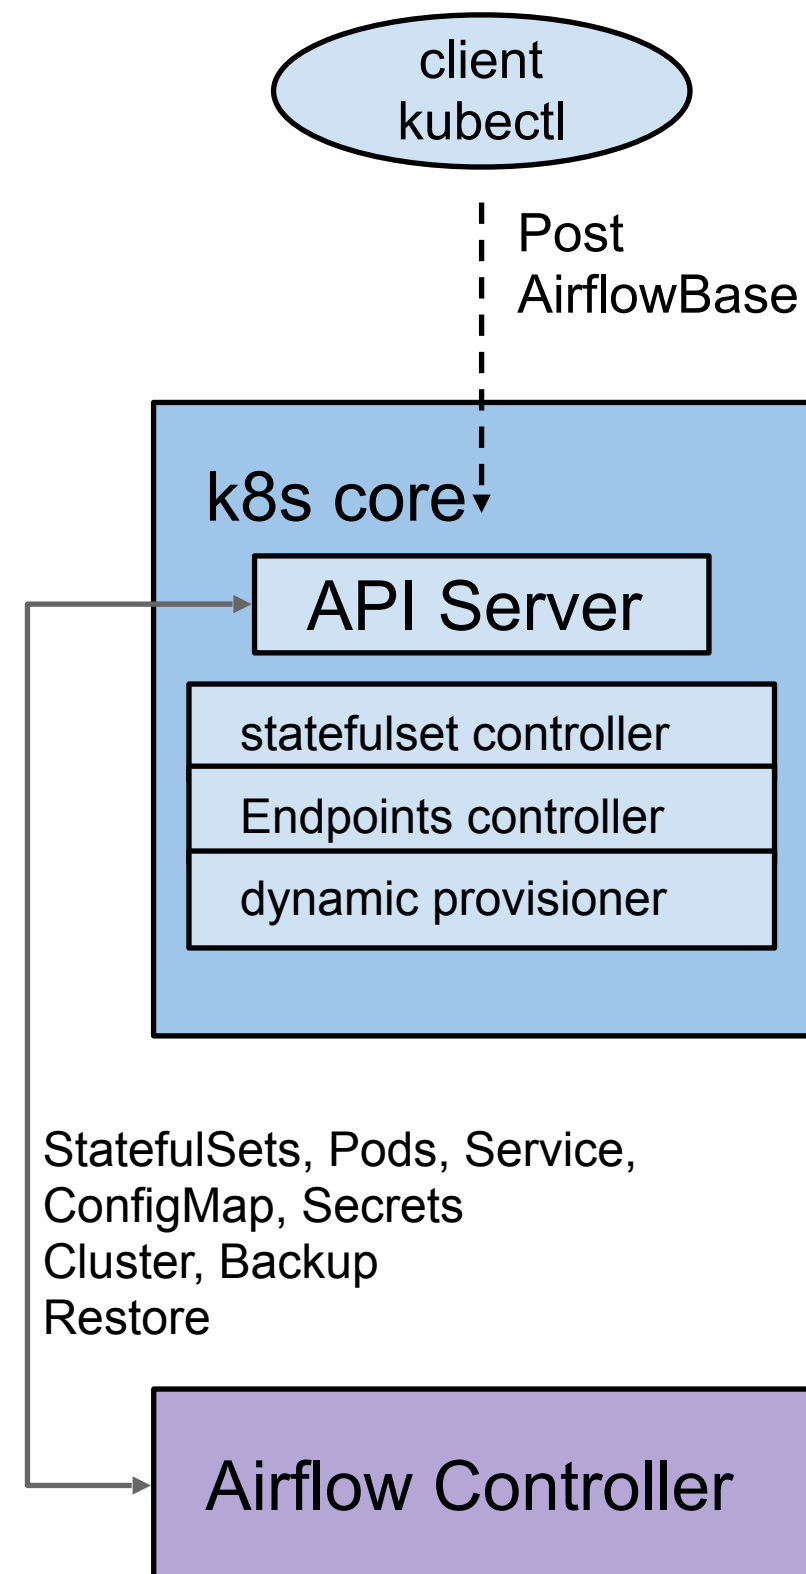 client
kubectl
Post
AirflowBase
k8s core
API Server
statefulset controller
Endpoints controller
dynamic provisioner
StatefulSets, Pods, Service,
ConfigMap, Secrets
Cluster, Backup
Restore
Airflow Controller